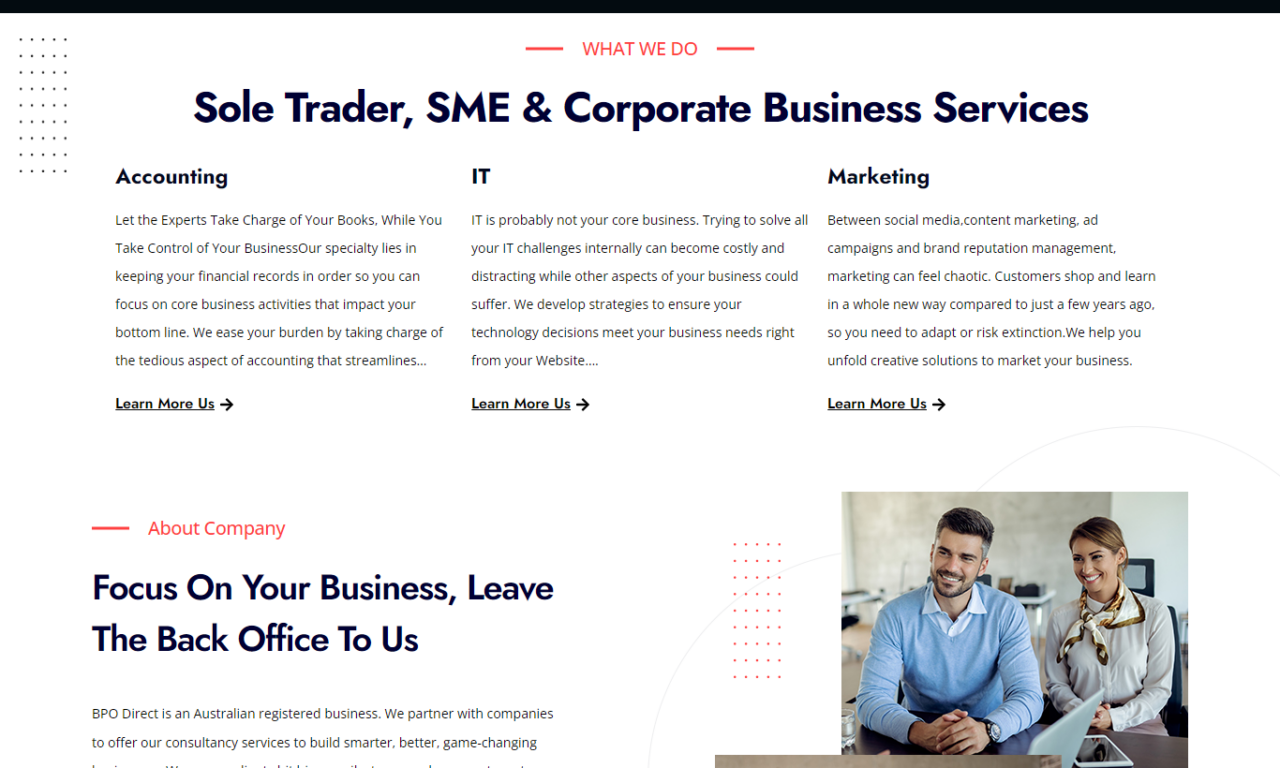 WHAT WE DO
Sole Trader, SME & Corporate Business Services
Accounting
Let the Experts Take Charge of Your Books, While You
Take Control of Your BusinessOur specialty lies in
keeping your financial records in order so you can
focus on core business activities that impact your
bottom line. We ease your burden by taking charge of
the tedious aspect of accounting that streamlines...
Learn More Us
IT
IT is probably not your core business. Trying to solve all
your IT challenges internally can become costly and
distracting while other aspects of your business could
suffer. We develop strategies to ensure your
technology decisions meet your business needs right
from your Website....
Learn More Us
Marketing
Between social media,content marketing, ad
campaigns and brand reputation management,
marketing can feel chaotic. Customers shop and learn
in a whole new way compared to just a few years ago,
so you need to adapt or risk extinction.We help you
unfold creative solutions to market your business.
Learn More Us
About Company
Focus On Your Business, Leave
The Back Office To Us
BPO Direct is an Australian registered business. We partner with companies
to offer our consultancy services to build smarter, better, game-changing